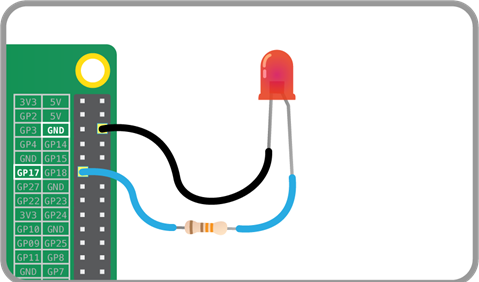 3V3 5V
GP2 5V
GP3 GND
GP4 GP14
GND GP15
GP17 GP18
GP27 GND
GP22 GP23
3V3 GP24
GP10 GND
GP09 GP25
GP11 GP8
GND GP7